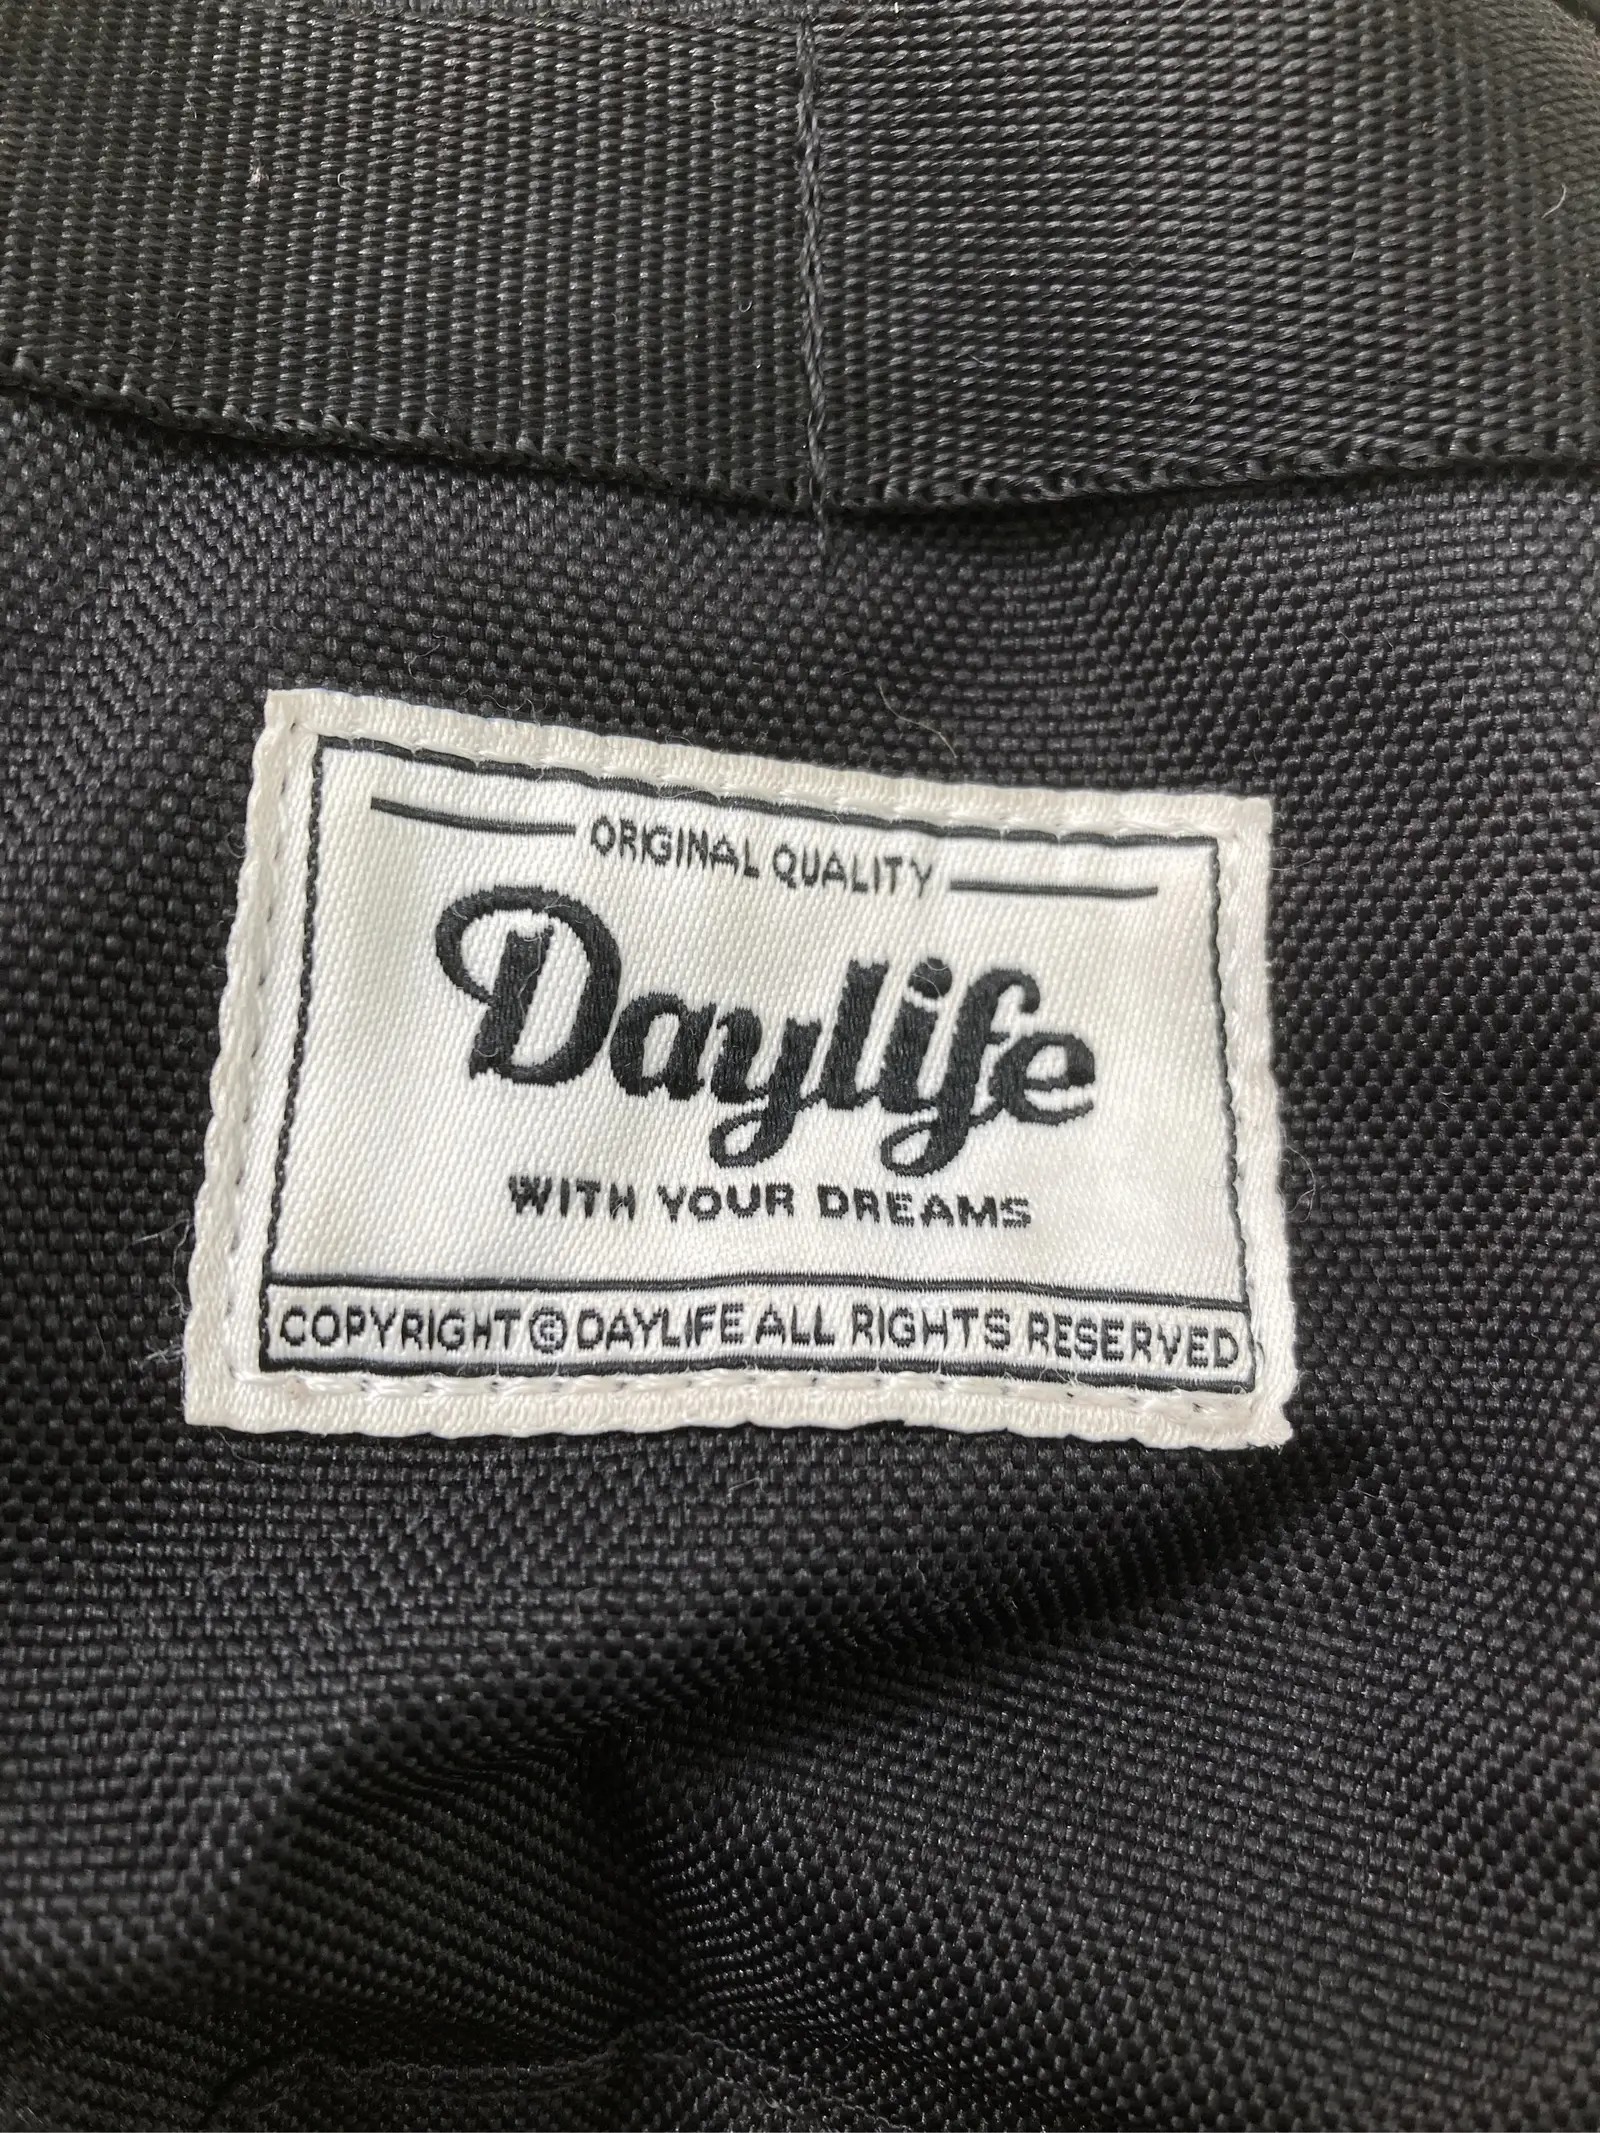 ORIGINAL QUALITY
Daylife
WITH YOUR DREAMS
COPYRIGHT © DAYLIFE ALL RIGHTS RESERVED